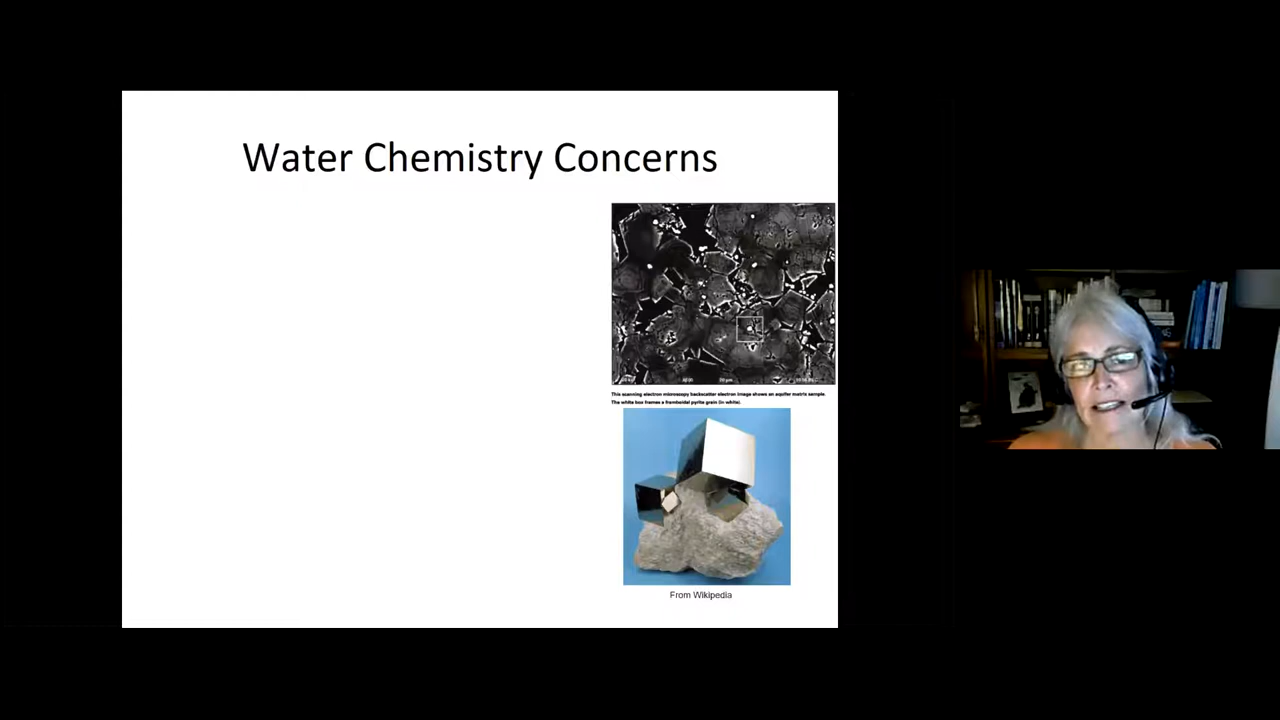 Water Chemistry Concerns
This scanning electron microscopy backscatter electron image shows an aquifer matrix sample.
The white box frames a framboidal pyrite grain (in white).
From Wikipedia